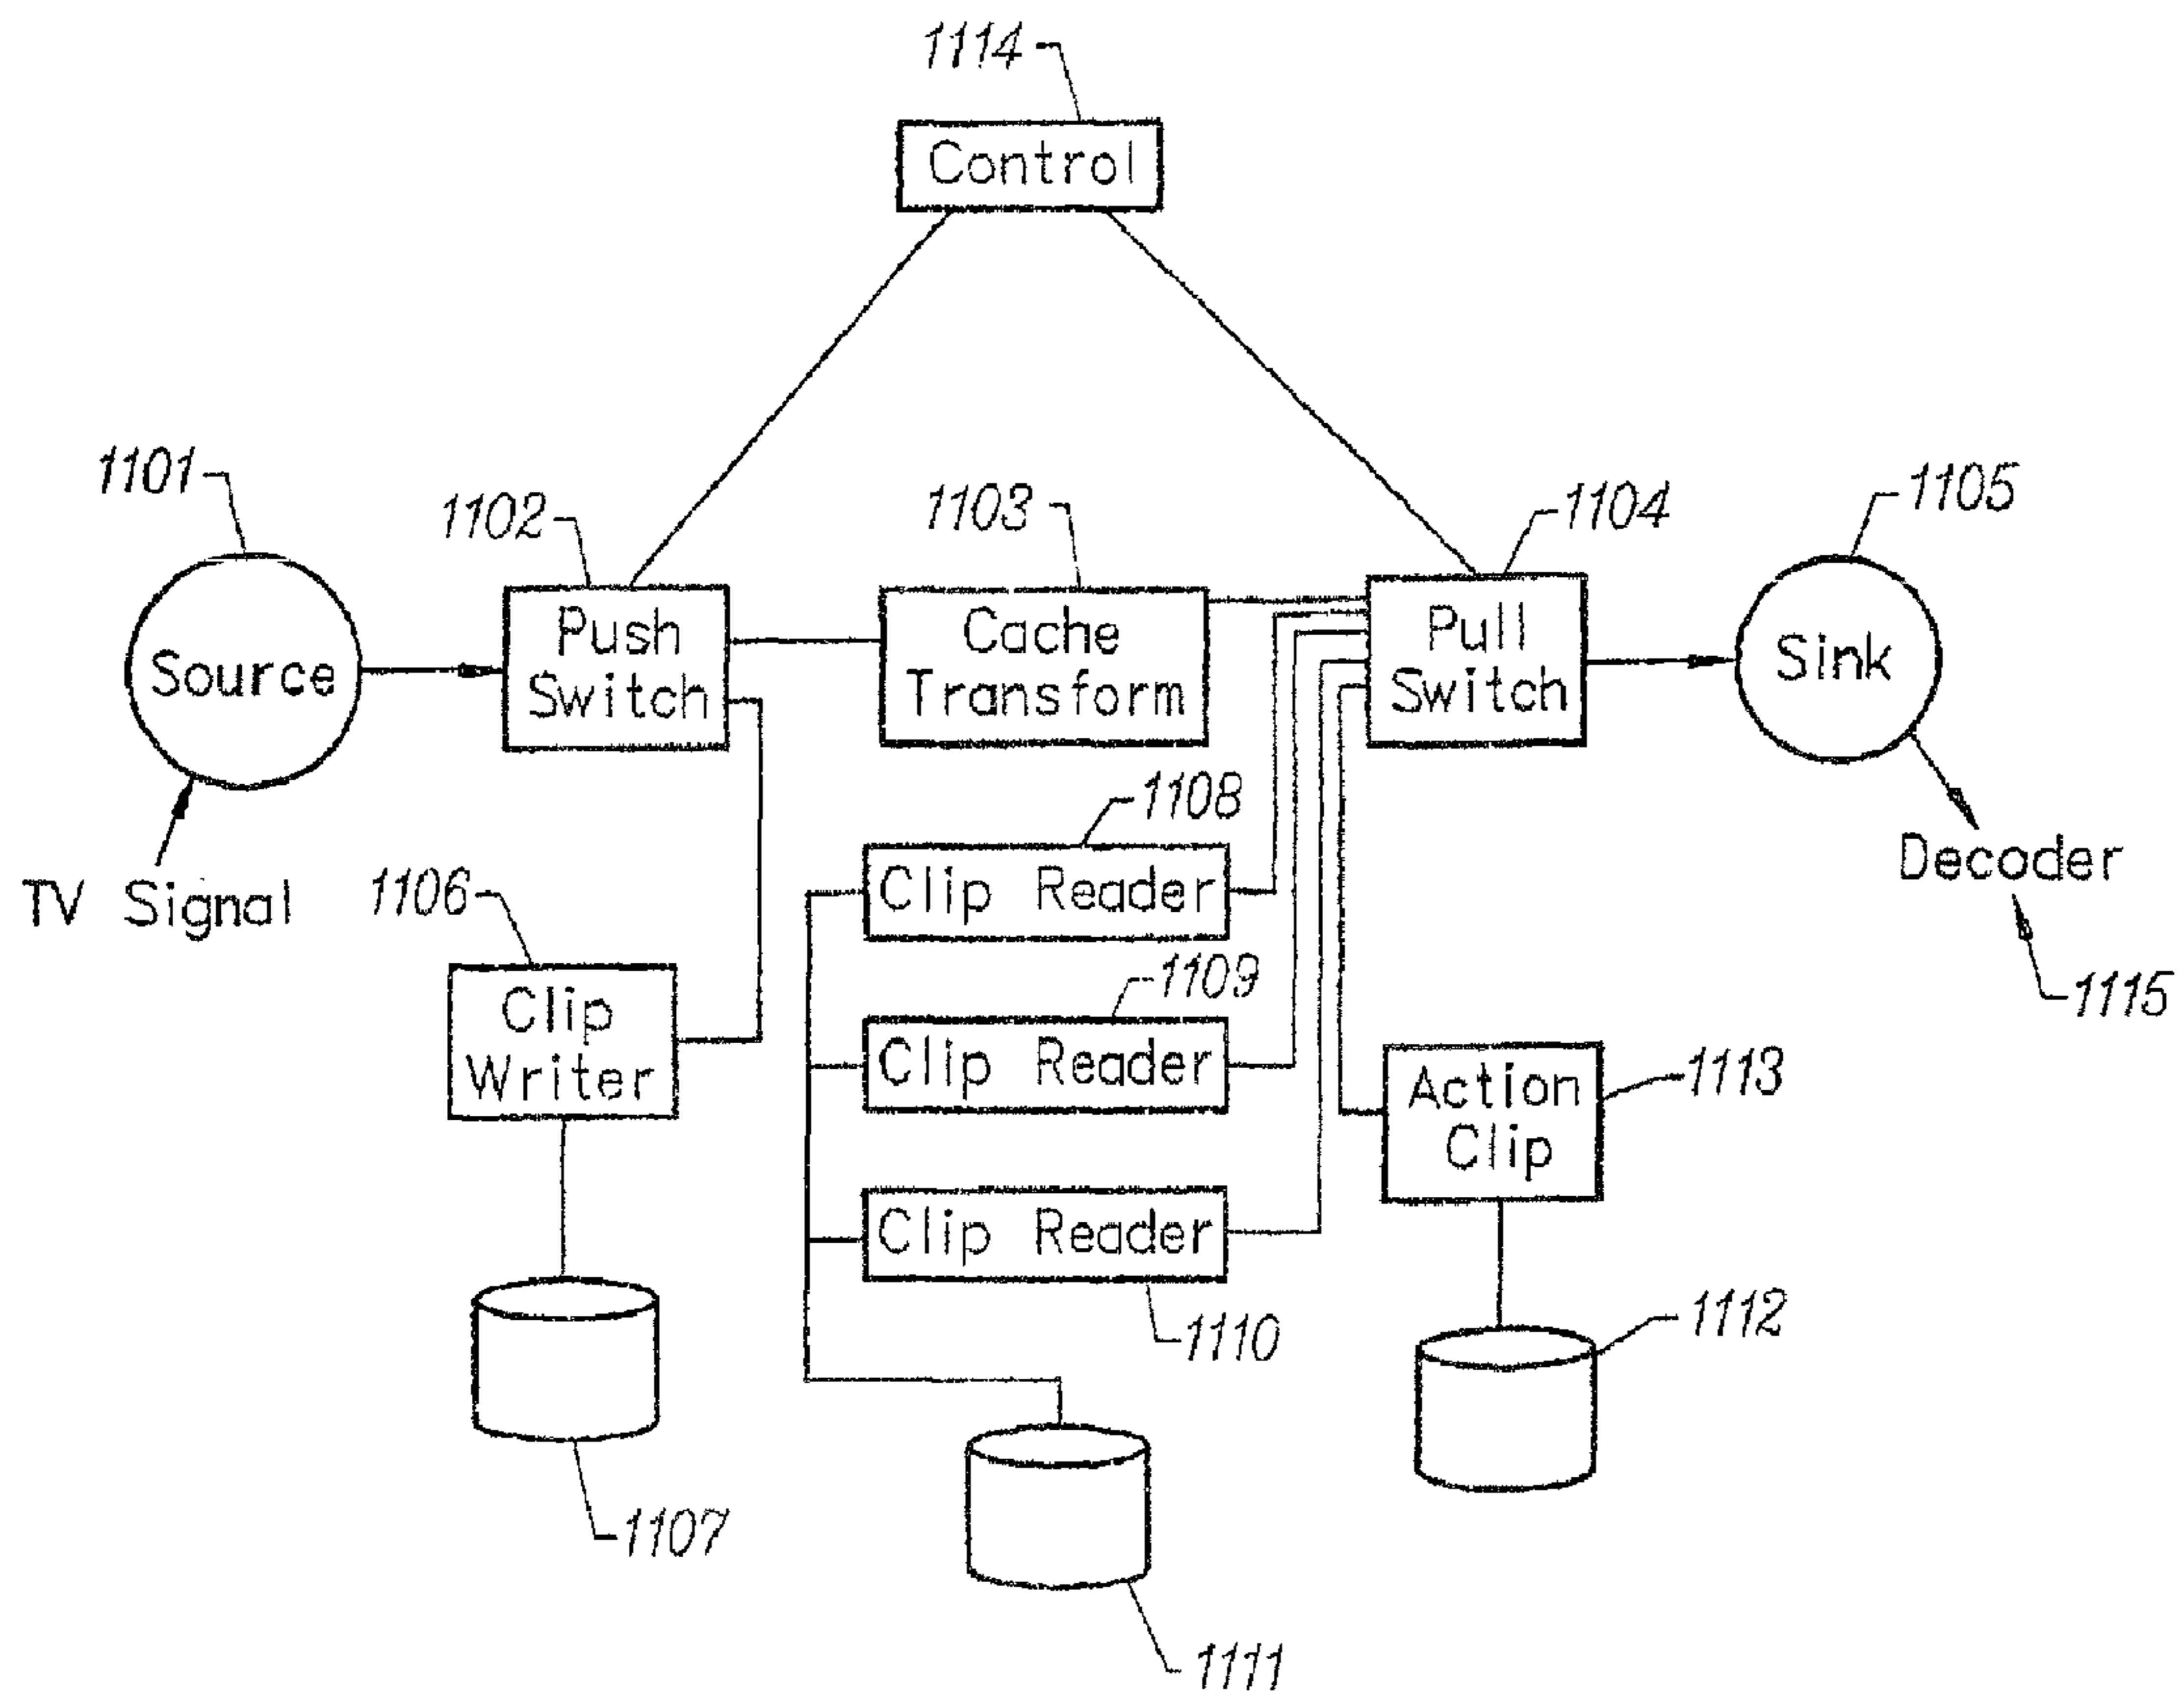 1114
Control
1101
1102
1103
1104
1105
Source
Push
Switch
Cache
Transform
Pull
Switch
Sink
TV Signal
Decoder
1115
1106
Clip
Writer
1107
1108
Clip Reader
1109
Clip Reader
Clip Reader
1110
1111
Action
Clip
1113
1112